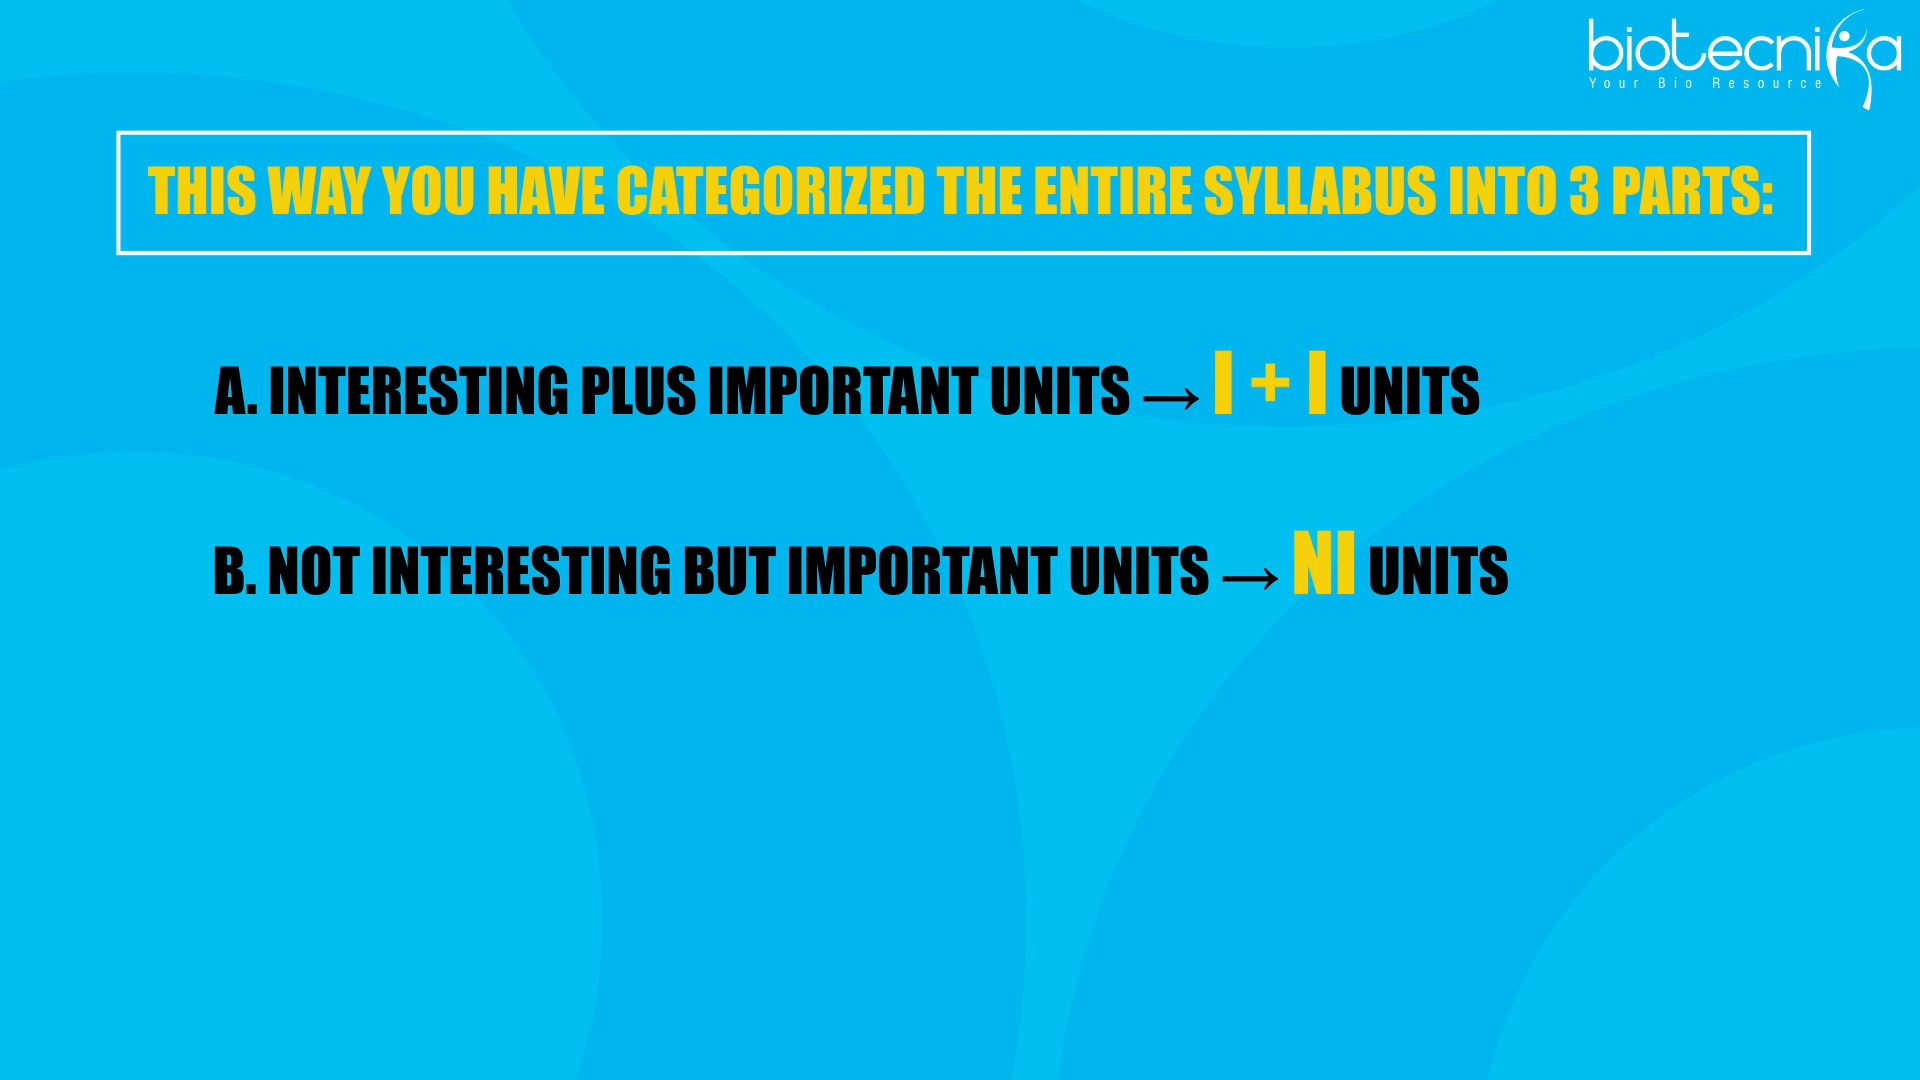 biotecnika
Your Bio Resource
THIS WAY YOU HAVE CATEGORIZED THE ENTIRE SYLLABUS INTO 3 PARTS:
A. INTERESTING PLUS IMPORTANT UNITS → I + I UNITS
B. NOT INTERESTING BUT IMPORTANT UNITS → NI UNITS